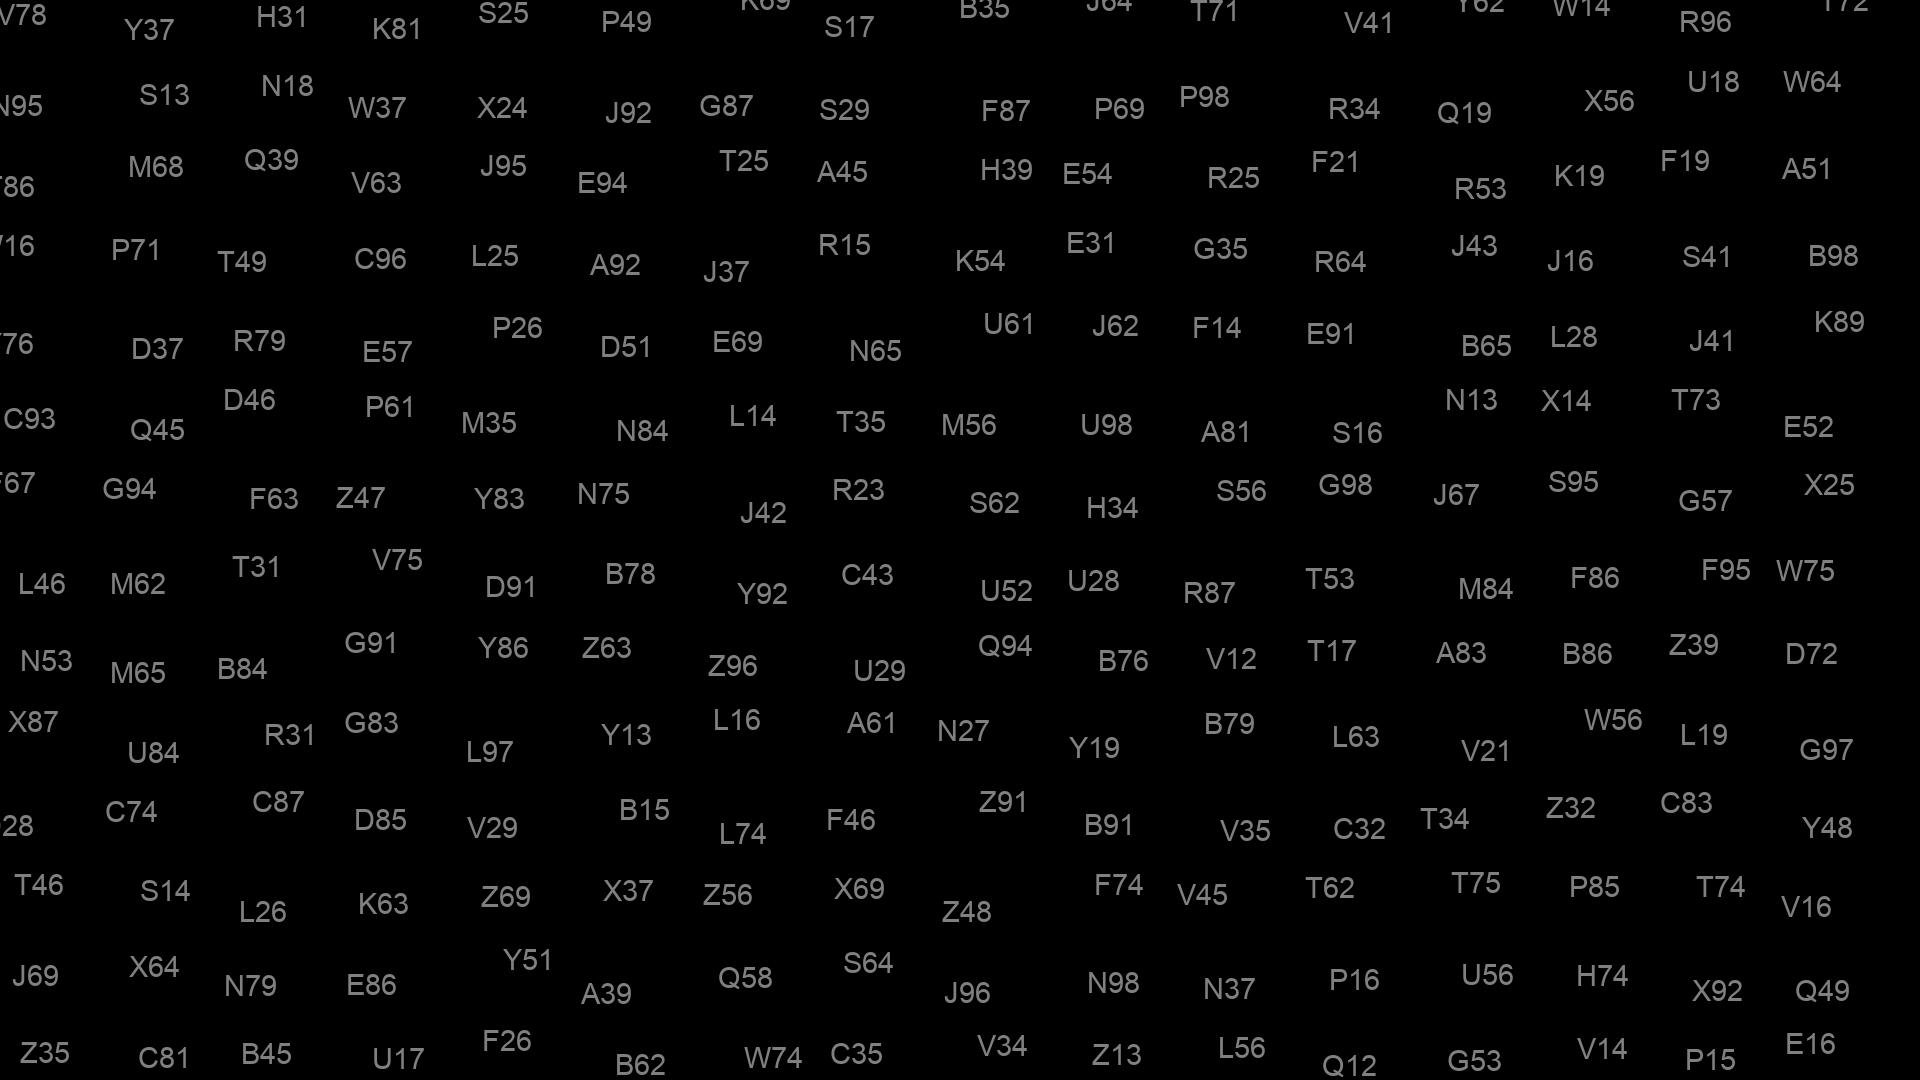 V78 Y37 H31 K81 S25 P49 K69 S17 B35 J64 T71 V41 Y62 W14 R96 T72
N95 S13 N18 W37 X24 J92 G87 S29 F87 P69 P98 R34 Q19 X56 U18 W64
86 M68 Q39 V63 J95 E94 T25 A45 H39 E54 R25 F21 R53 K19 F19 A51
16 P71 T49 C96 L25 A92 J37 R15 K54 E31 G35 R64 J43 J16 S41 B98
76 D37 R79 E57 P26 D51 E69 N65 U61 J62 F14 E91 B65 L28 J41 K89
C93 Q45 D46 P61 M35 N84 L14 T35 M56 U98 A81 S16 N13 X14 T73 E52
67 G94 F63 Z47 Y83 N75 J42 R23 S62 H34 S56 G98 J67 S95 G57 X25
L46 M62 T31 V75 D91 B78 Y92 C43 U52 U28 R87 T53 M84 F86 F95 W75
N53 M65 B84 G91 Y86 Z63 Z96 U29 Q94 B76 V12 T17 A83 B86 Z39 D72
X87 U84 R31 G83 L97 Y13 L16 A61 N27 Y19 B79 L63 V21 W56 L19 G97
28 C74 C87 D85 V29 B15 L74 F46 Z91 B91 V35 C32 T34 Z32 C83 Y48
T46 S14 L26 K63 Z69 X37 Z56 X69 Z48 F74 V45 T62 T75 P85 T74 V16
J69 X64 N79 E86 Y51 A39 Q58 S64 J96 N98 N37 P16 U56 H74 X92 Q49
Z35 C81 B45 U17 F26 B62 W74 C35 V34 Z13 L56 Q12 G53 V14 P15 E16